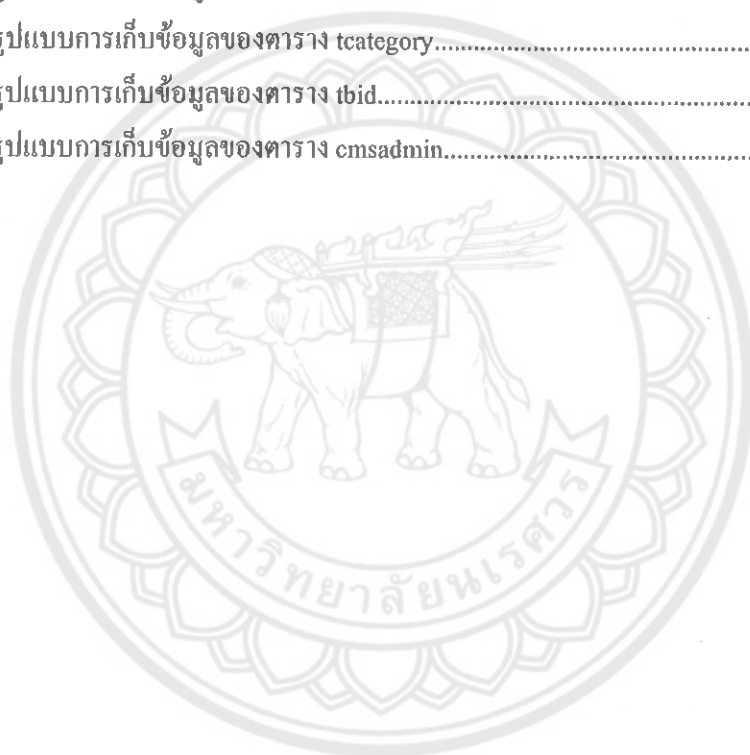 รูปแบบการเก็บข้อมูลของตาราง tcategory
รูปแบบการเก็บข้อมูลของตาราง tbid
รูปแบบการเก็บข้อมูลของตาราง cmsadmin
มหาวิทยาลัยนเรศวร